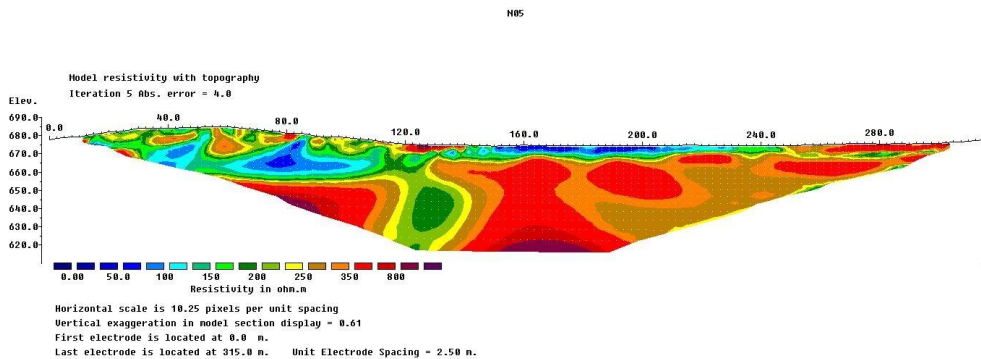 N05
Model resistivity with topography
Iteration 5 Abs. error = 4.0
Elev.
690.0
680.0
670.0
660.0
650.0
640.0
630.0
620.0
0.0 40.0 80.0 120.0 160.0 200.0 240.0 280.0
0.00 50.0 100 150 200 250 350 800
Resistivity in ohm.m
Horizontal scale is 10.25 pixels per unit spacing
Vertical exaggeration in model section display = 0.61
First electrode is located at 0.0 m.
Last electrode is located at 315.0 m. Unit Electrode Spacing = 2.50 m.